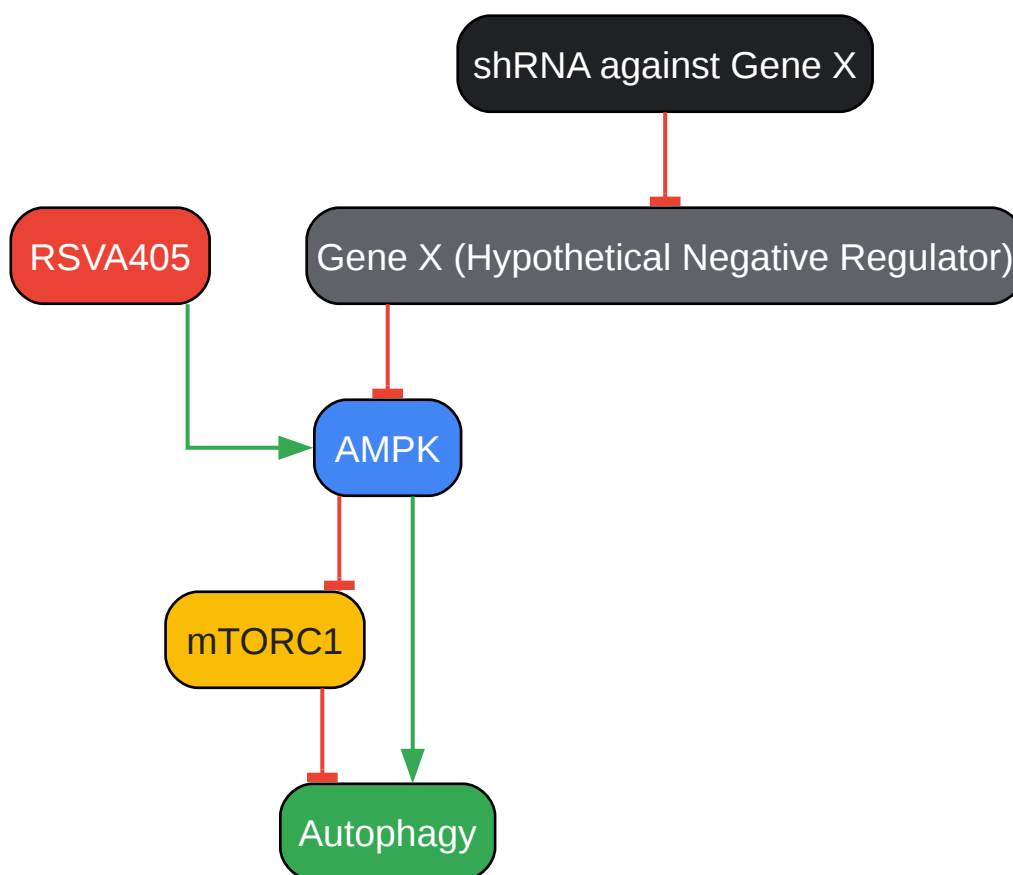 shRNA against Gene X
RSVA405
Gene X (Hypothetical Negative Regulator)
AMPK
mTORC1
Autophagy